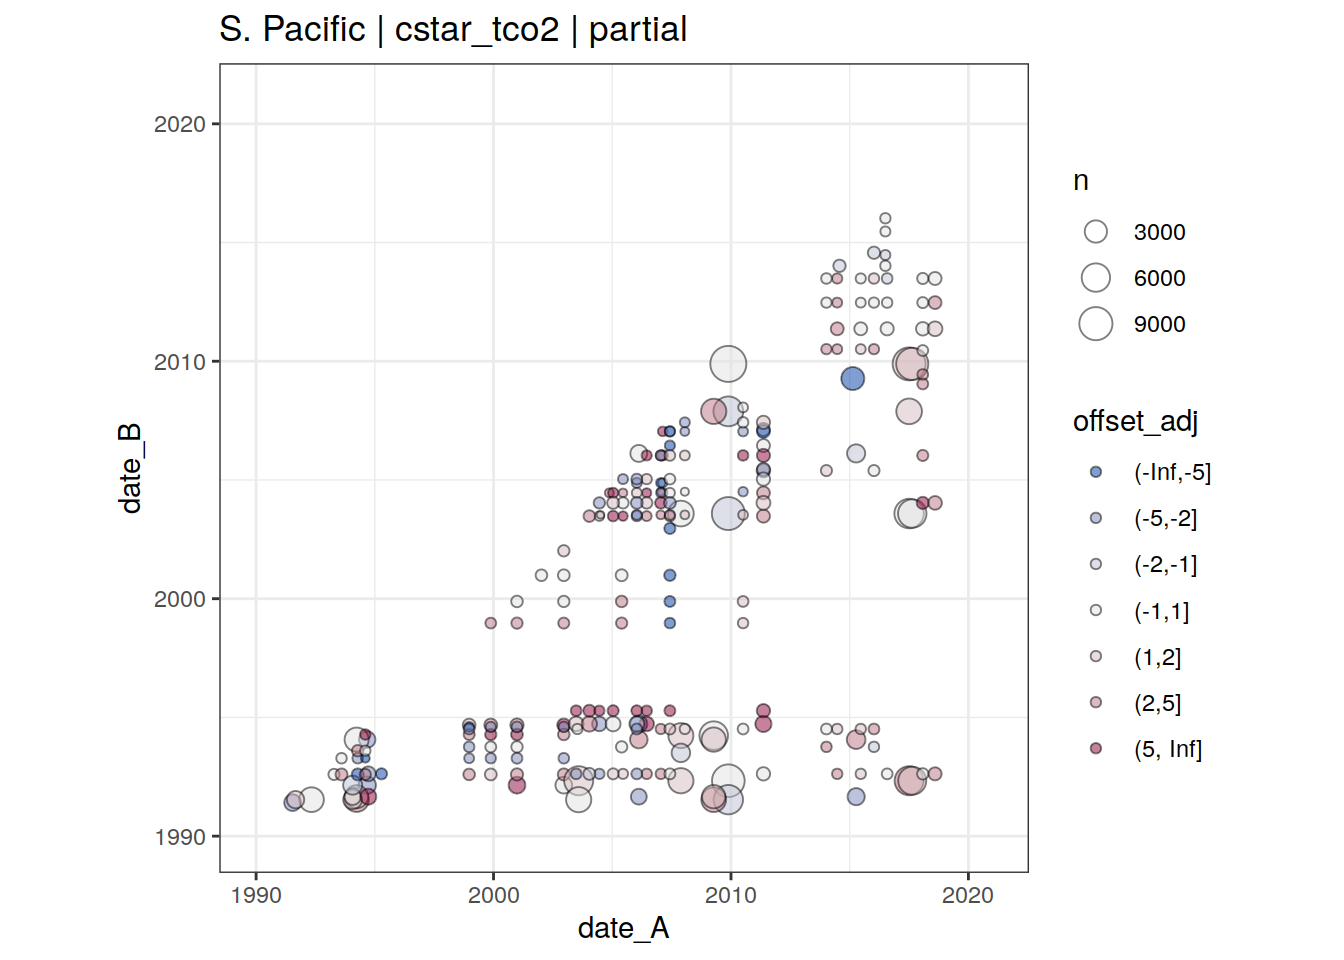 S. Pacific | cstar_tco2 | partial
date_B
2020
2010
2000
1990
1990 2000 2010 2020
date_A
n
3000
6000
9000
offset_adj
(-Inf,-5]
(-5,-2]
(-2,-1]
(-1,1]
(1,2]
(2,5]
(5, Inf]